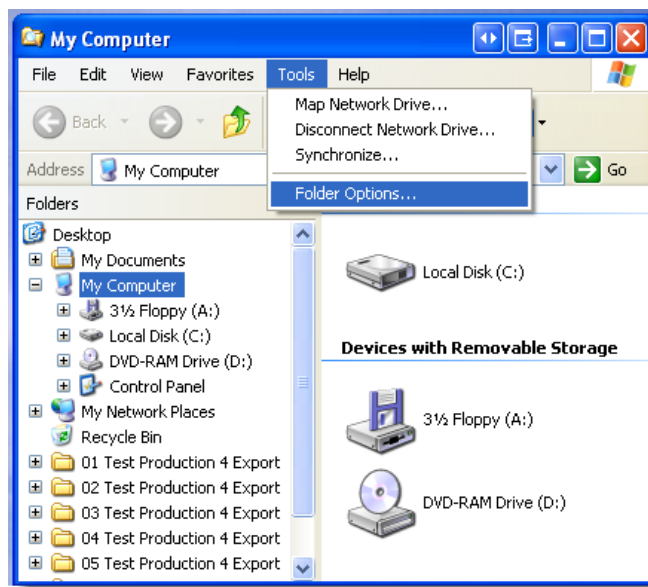 My Computer
File Edit View Favorites Tools Help
Back
Map Network Drive...
Disconnect Network Drive...
Synchronize...
Folder Options...
Address My Computer Go
Folders
Desktop
My Documents
My Computer
3½ Floppy (A:)
Local Disk (C:)
DVD-RAM Drive (D:)
Control Panel
My Network Places
Recycle Bin
01 Test Production 4 Export
02 Test Production 4 Export
03 Test Production 4 Export
04 Test Production 4 Export
05 Test Production 4 Export
Local Disk (C:)
Devices with Removable Storage
3½ Floppy (A:)
DVD-RAM Drive (D:)